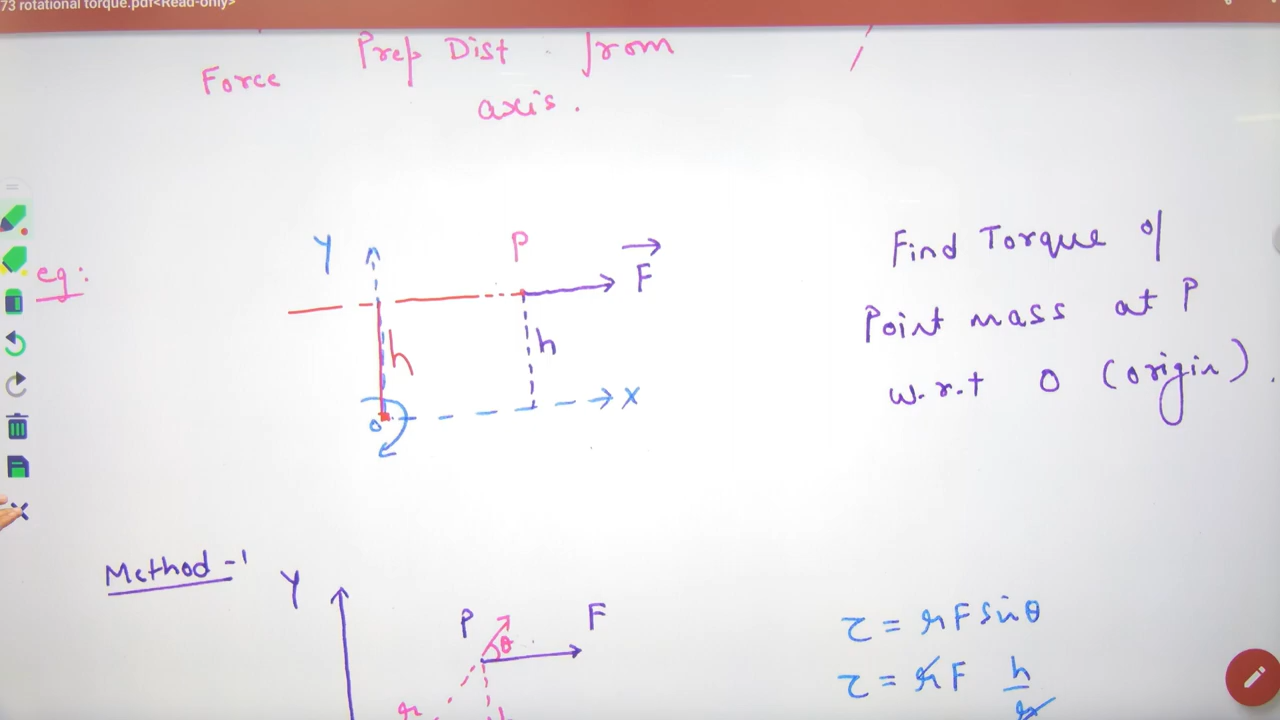 73 rotational torque.pdf<Read-only>
Force Prep Dist from
axis.
eg:
Y
P
F
h
h
X
o
Find Torque of
Point mass at P
w.r.t O (origin).
Method -1
Y
P
F
θ
τ = rF sinθ
τ = rF h
r
r
h